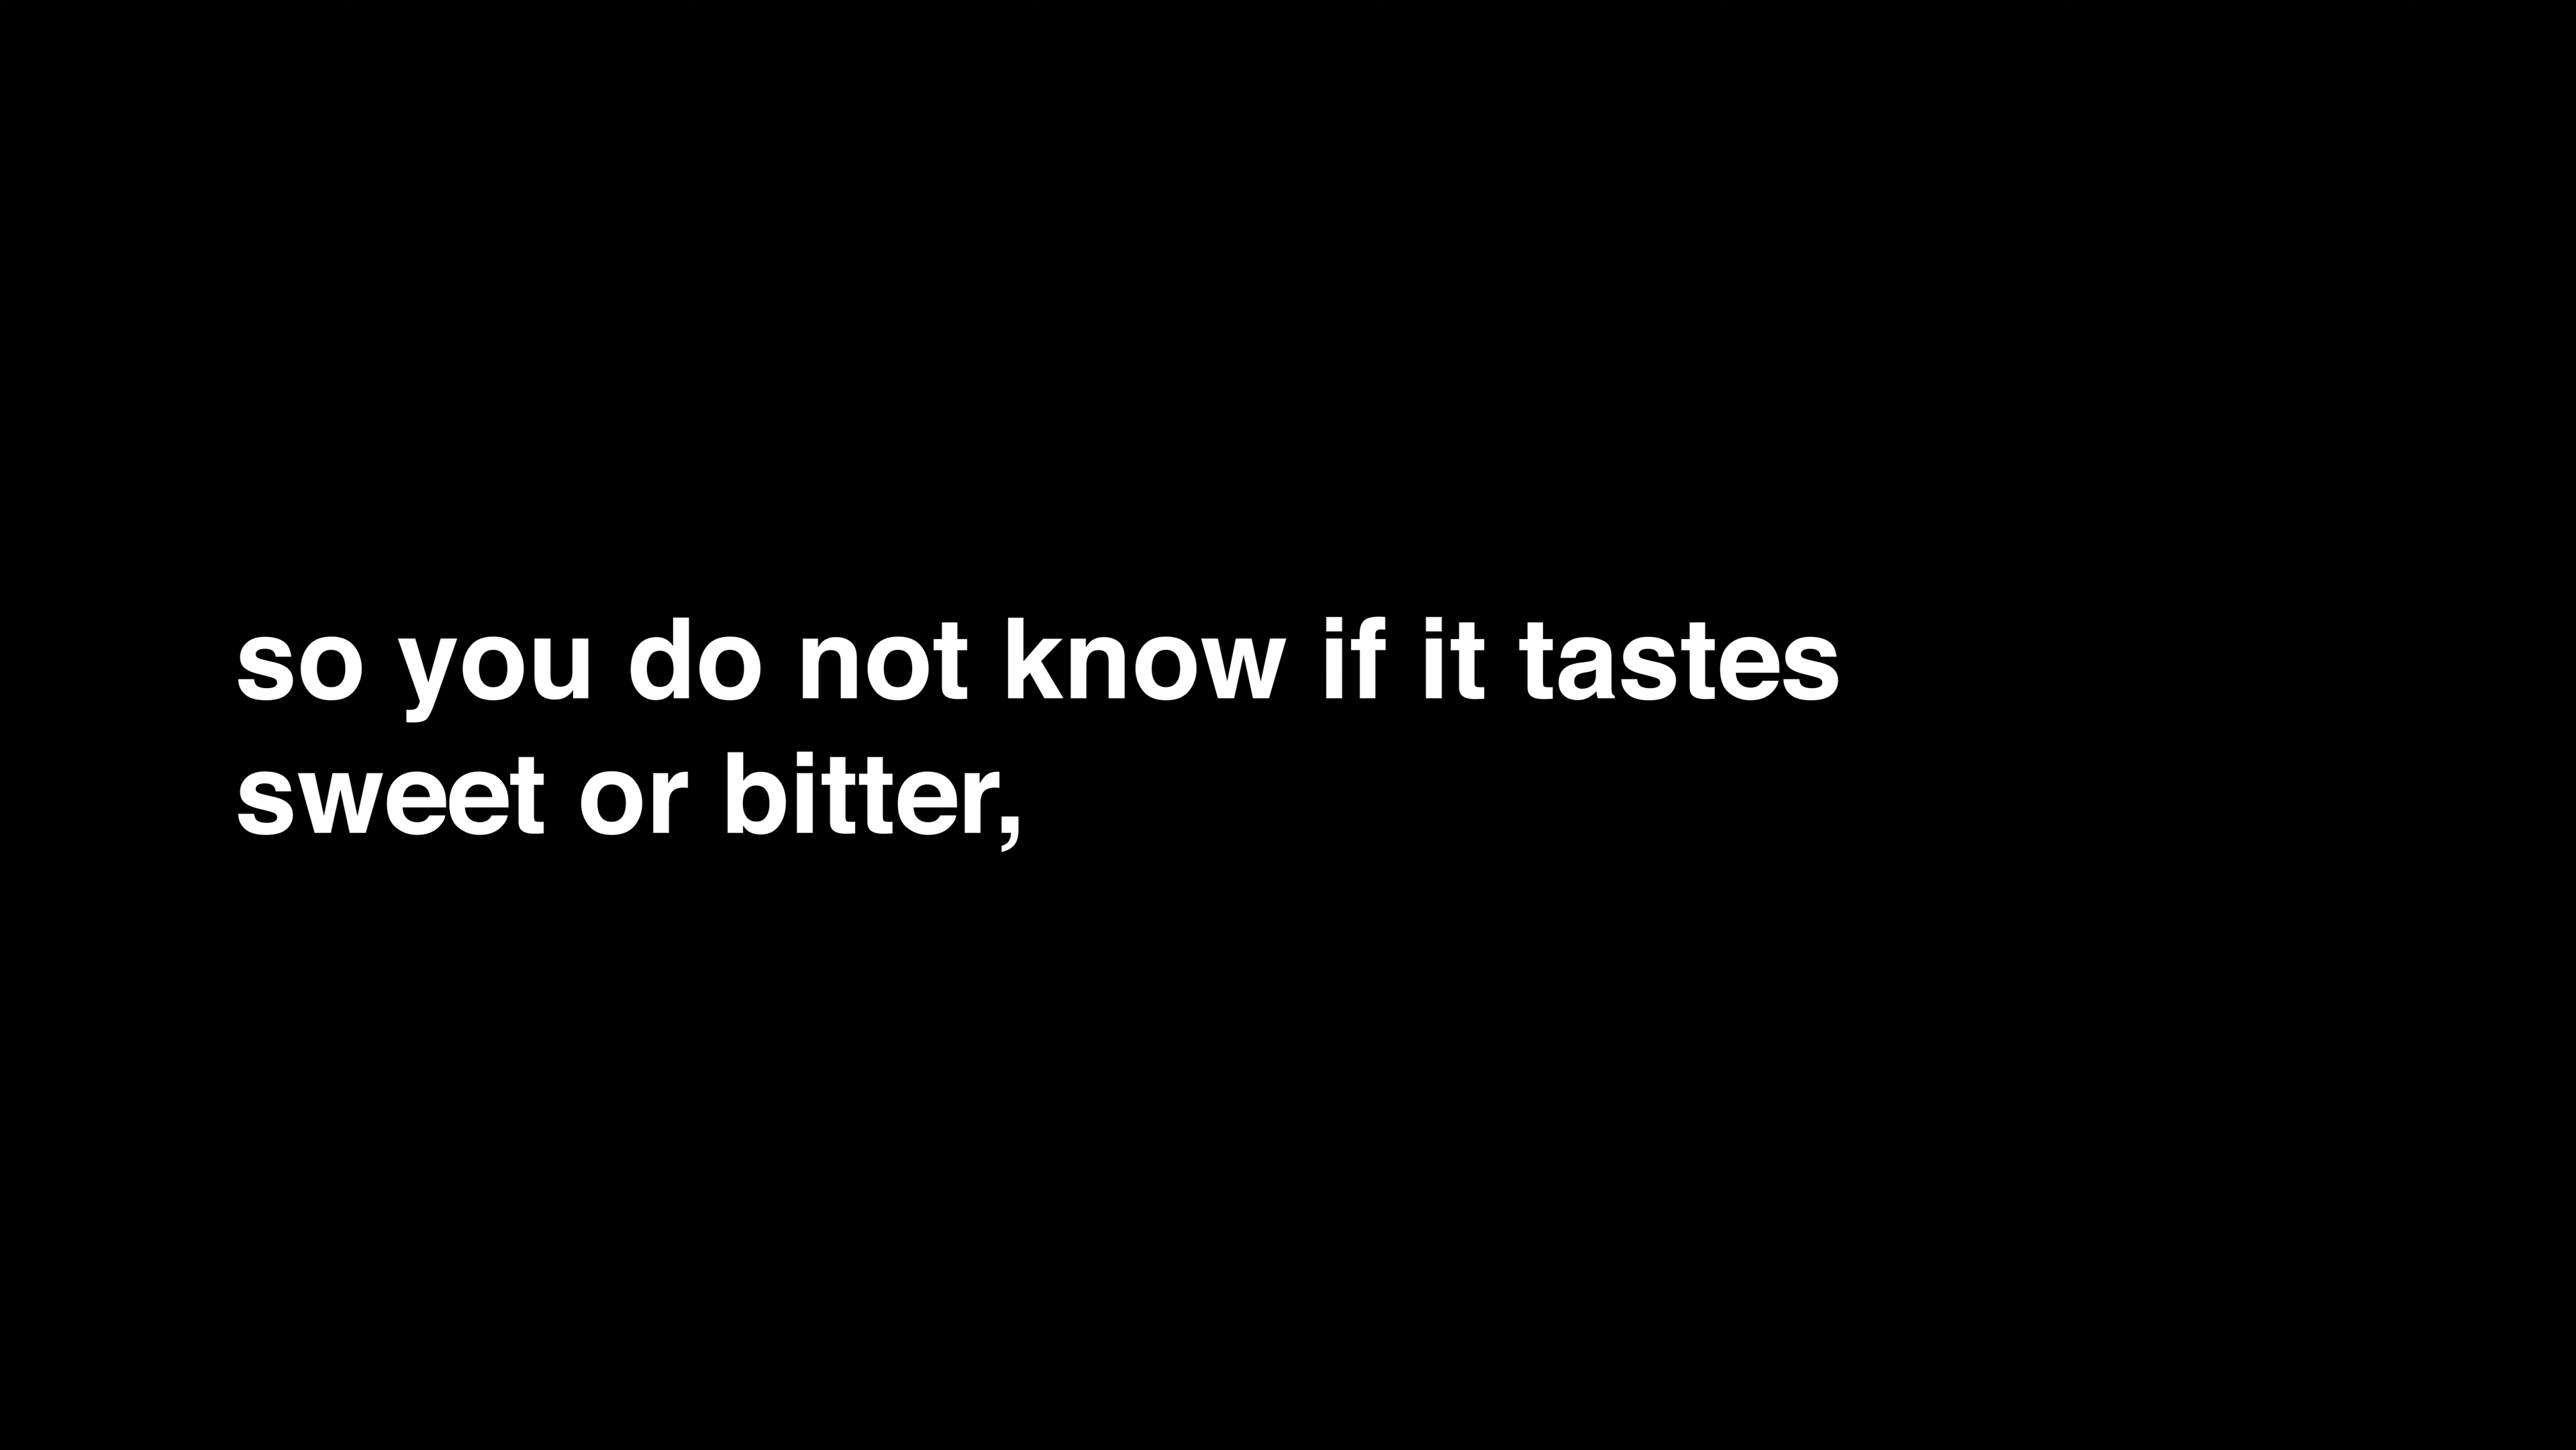 so you do not know if it tastes
sweet or bitter,